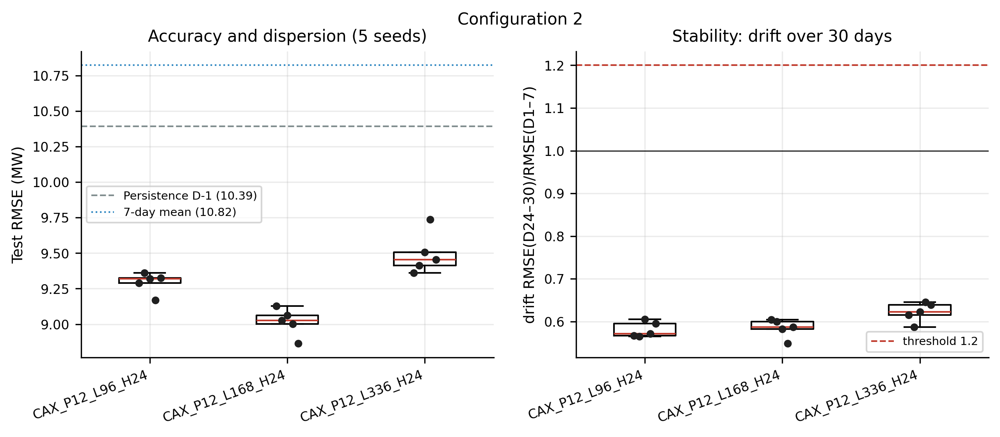 Configuration 2
Accuracy and dispersion (5 seeds)
Test RMSE (MW)
10.75
10.50
10.25
10.00
9.75
9.50
9.25
9.00
Persistence D-1 (10.39)
7-day mean (10.82)
CAX_P12_L96_H24
CAX_P12_L168_H24
CAX_P12_L336_H24
Stability: drift over 30 days
drift RMSE(D24–30)/RMSE(D1–7)
1.2
1.1
1.0
0.9
0.8
0.7
0.6
threshold 1.2
CAX_P12_L96_H24
CAX_P12_L168_H24
CAX_P12_L336_H24